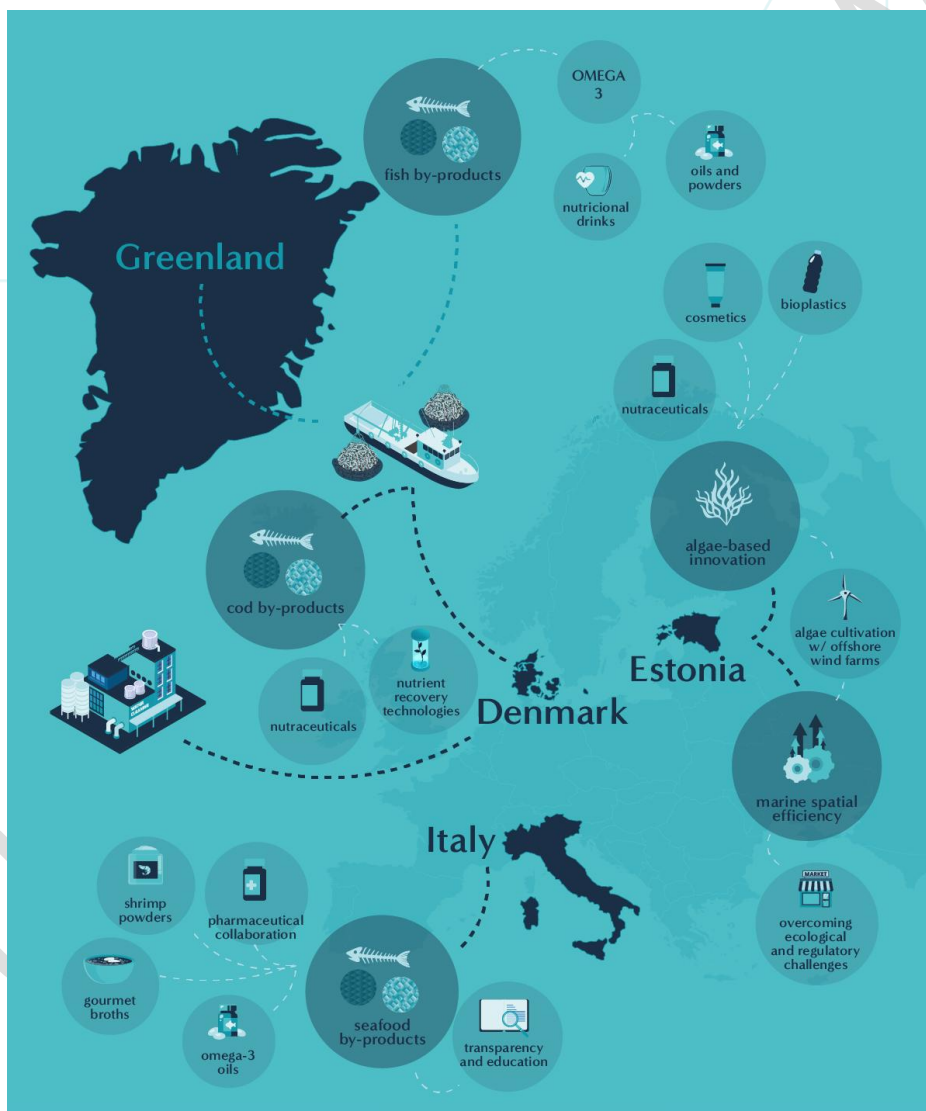 OMEGA
3
fish by-products
oils and
powders
nutricional
drinks
Greenland
cosmetics
bioplastics
nutraceuticals
algae-based
innovation
cod by-products
algae cultivation
w/ offshore
wind farms
Estonia
nutraceuticals
nutrient
recovery
technologies
Denmark
marine spatial
efficiency
Italy
MARKET
shrimp
powders
pharmaceutical
collaboration
overcoming
ecological
and regulatory
challenges
gourmet
broths
seafood
by-products
omega-3
oils
transparency
and education